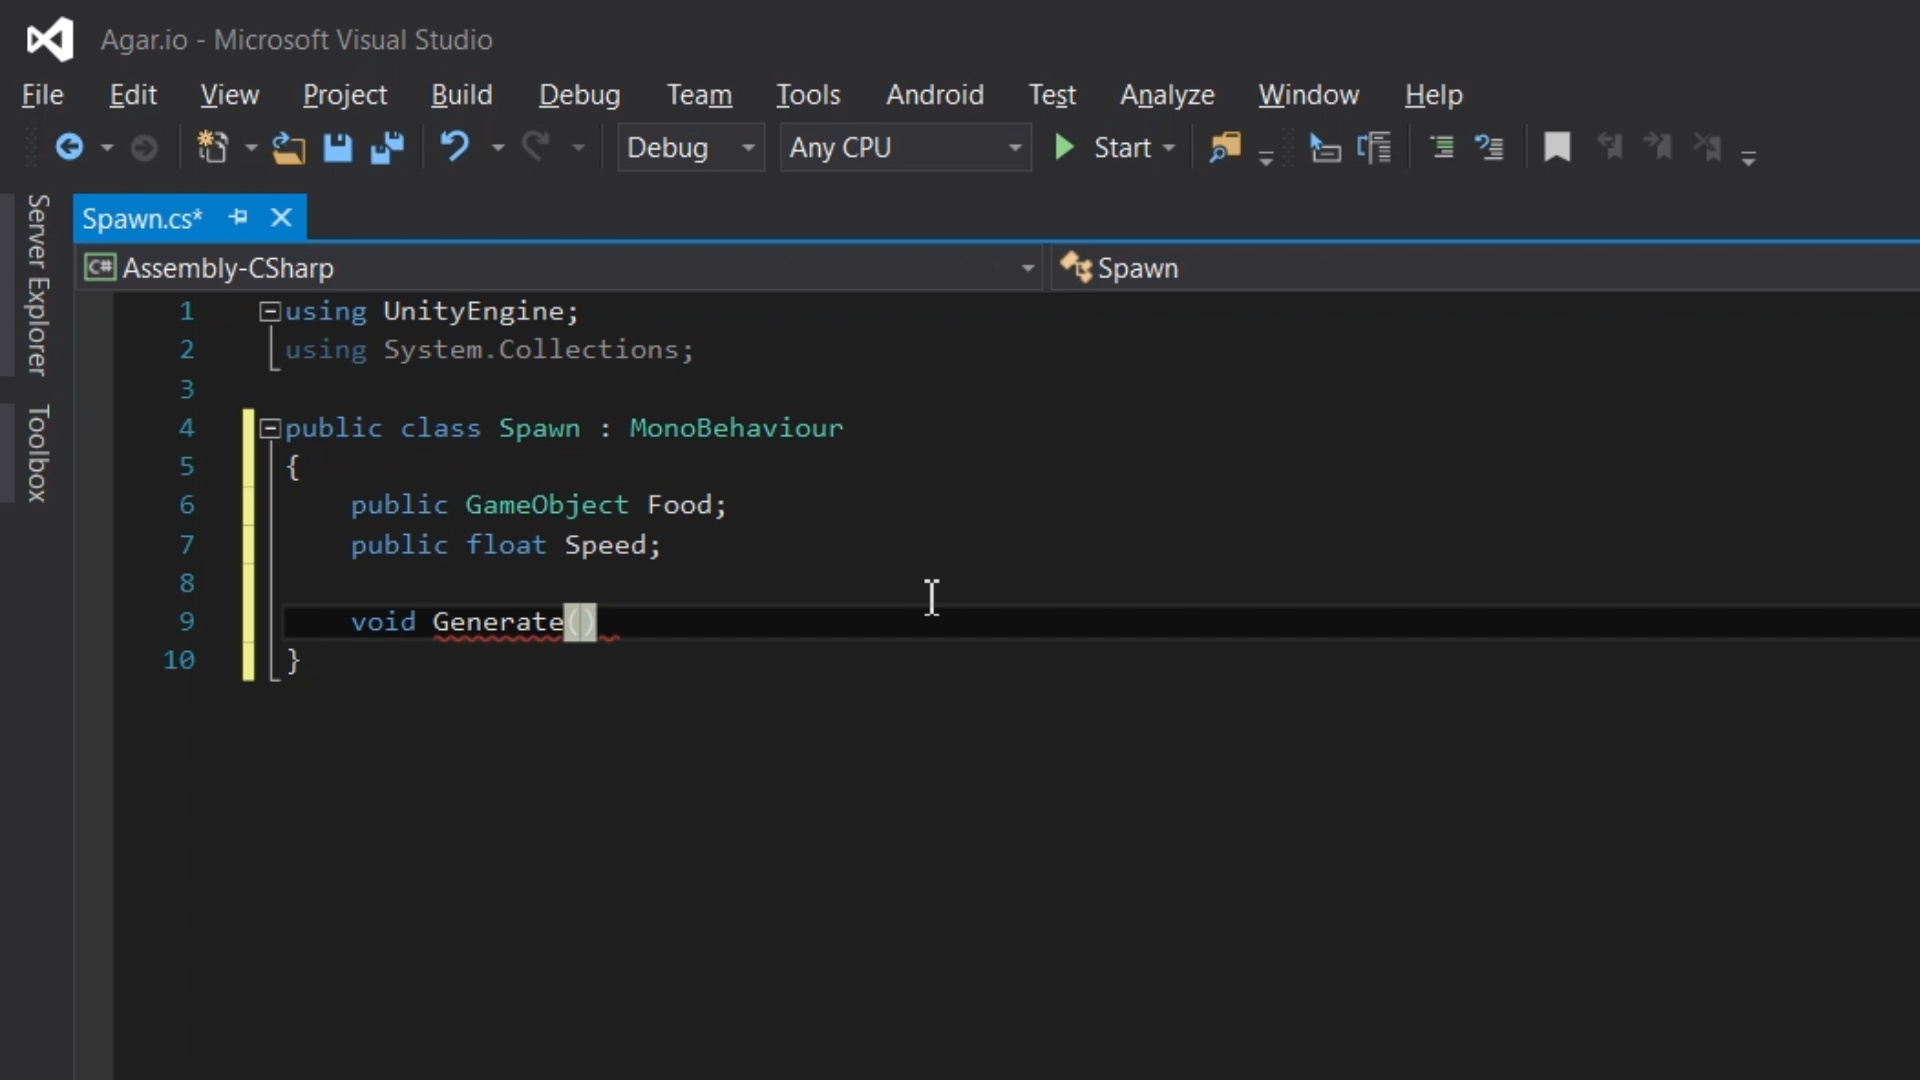 Agar.io - Microsoft Visual Studio
File Edit View Project Build Debug Team Tools Android Test Analyze Window Help
Debug Any CPU Start
Server Explorer
Toolbox
Spawn.cs*
C# Assembly-CSharp Spawn
1 using UnityEngine;
2 using System.Collections;
3
4 public class Spawn : MonoBehaviour
5 {
6 public GameObject Food;
7 public float Speed;
8
9 void Generate()
10 }